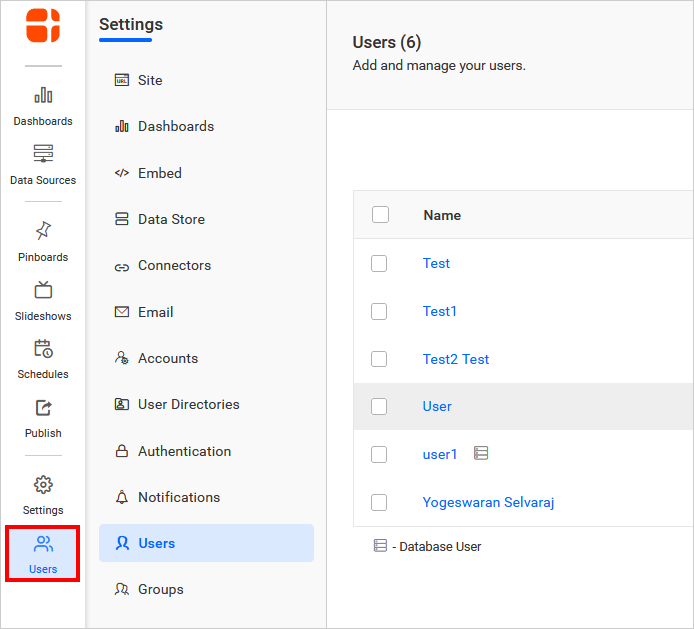 Dashboards
Data Sources
Pinboards
Slideshows
Schedules
Publish
Settings
Users
Settings
URL
Site
Dashboards
Embed
Data Store
Connectors
Email
Accounts
User Directories
Authentication
Notifications
Users
Groups
Users (6)
Add and manage your users.
Name
Test
Test1
Test2 Test
User
user1
Yogeswaran Selvaraj
- Database User